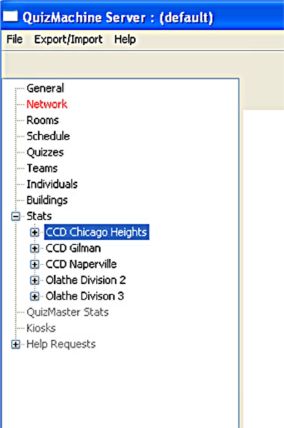 QuizMachine Server : (default)
File Export/Import Help
General
Network
Rooms
Schedule
Quizzes
Teams
Individuals
Buildings
Stats
CCD Chicago Heights
CCD Gilman
CCD Naperville
Olathe Division 2
Olathe Divison 3
QuizMaster Stats
Kiosks
Help Requests